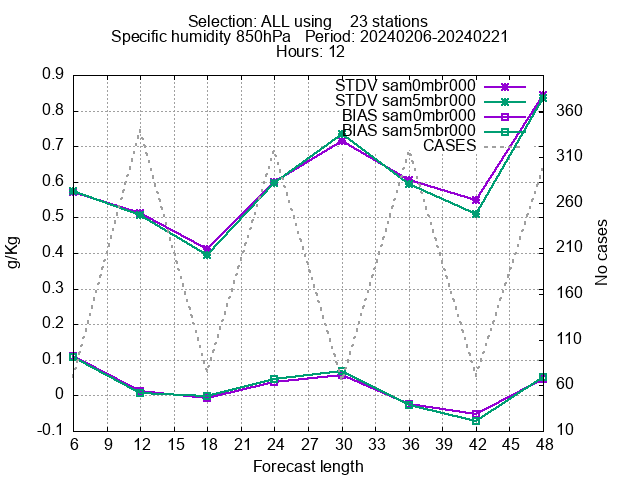 Selection: ALL using    23 stations
Specific humidity 850hPa   Period: 20240206-20240221
Hours: 12
STDV sam0mbr000
STDV sam5mbr000
BIAS sam0mbr000
BIAS sam5mbr000
CASES
g/Kg
0.9
0.8
0.7
0.6
0.5
0.4
0.3
0.2
0.1
0
-0.1
No cases
360
310
260
210
160
110
60
10
6 9 12 15 18 21 24 27 30 33 36 39 42 45 48
Forecast length